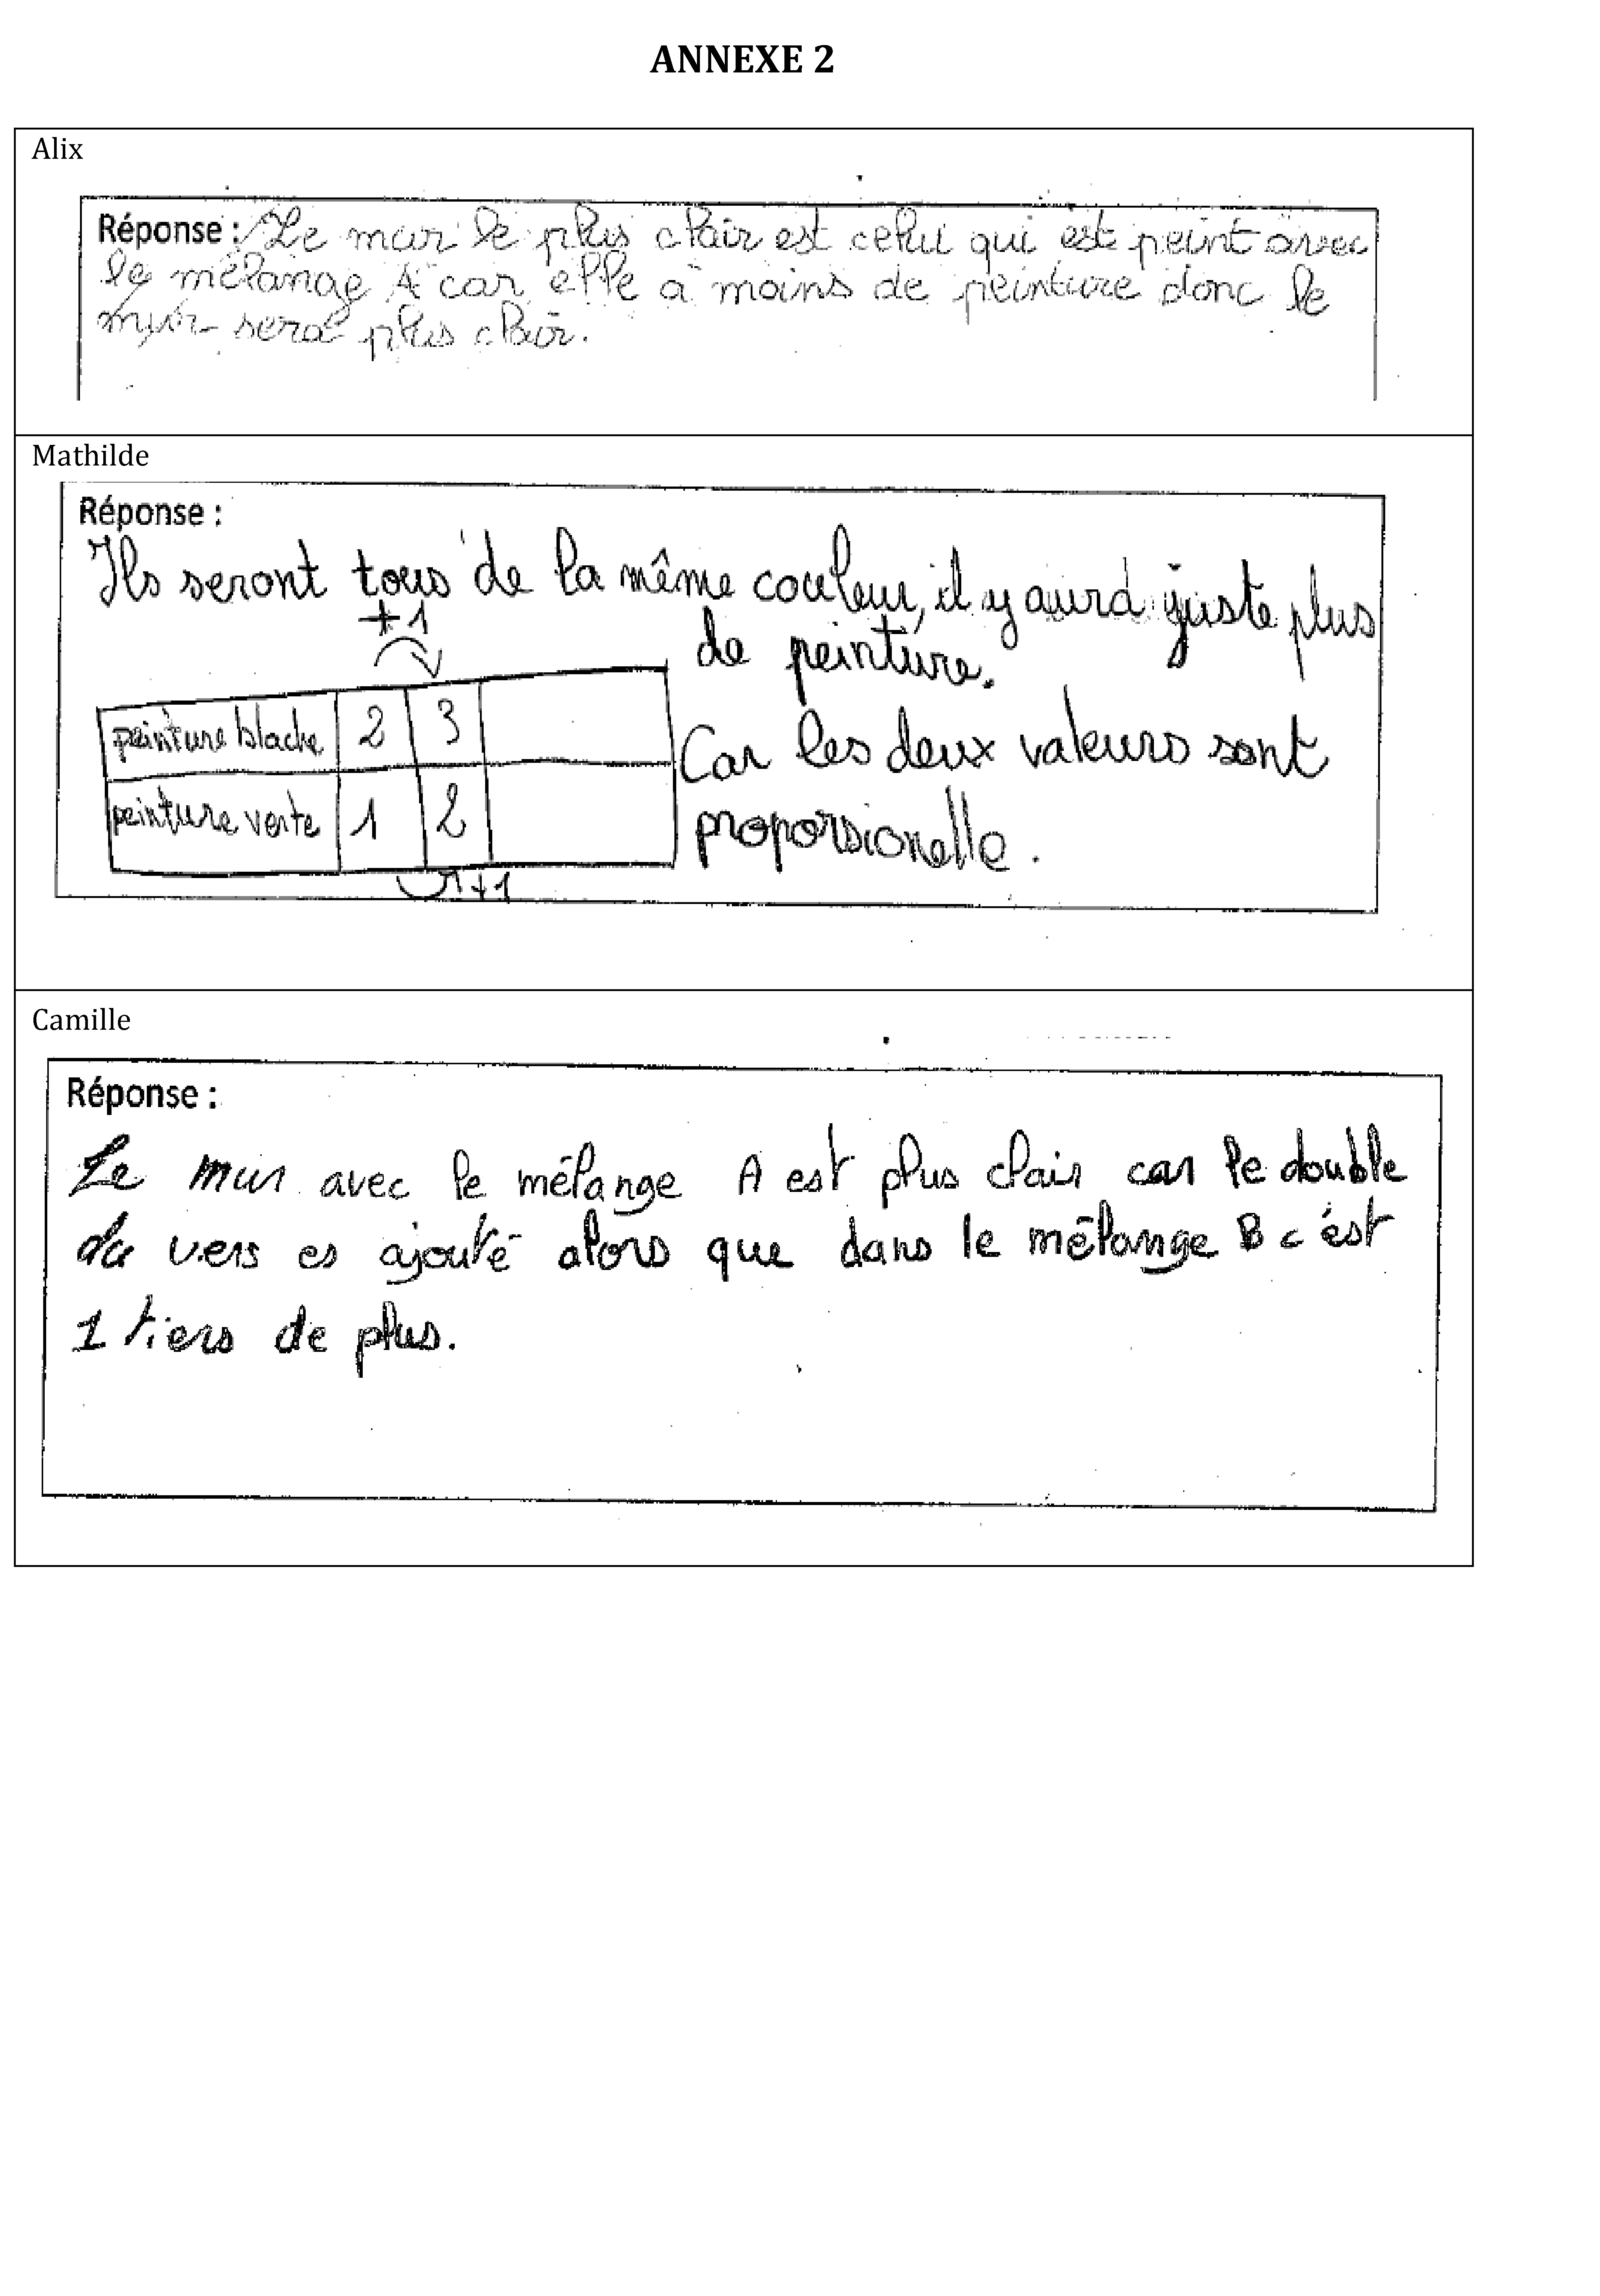 ANNEXE 2
Alix
Réponse : Le mur le plus clair est celui qui est peint avec
le mélange A car elle à moins de peinture donc le
mur sera plus clair.
Mathilde
Réponse :
Ils seront tous de la même couleur, il y aura juste plus
de peinture.
+1
peinture blache 2 3
peinture verte 1 2
+1
Car les deux valeurs sont
proporsionelle.
Camille
Réponse :
Le mur avec le mélange A est plus clair car le double
du vers es ajouté alors que dans le mélange B c'est
1 tiers de plus.